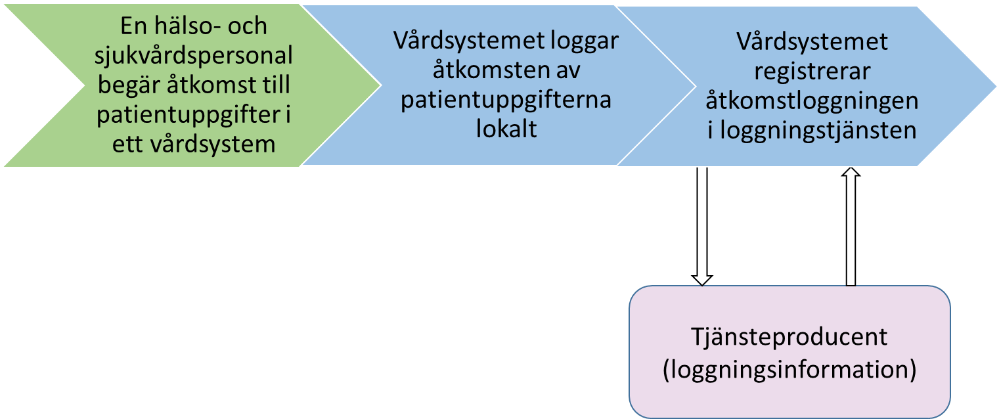 En hälso- och
sjukvårdspersonal
begär åtkomst till
patientuppgifter i
ett vårdsystem
Vårdsystemet loggar
åtkomsten av
patientuppgifterna
lokalt
Vårdsystemet
registrerar
åtkomstloggningen
i loggningstjänsten
Tjänsteproducent
(loggningsinformation)